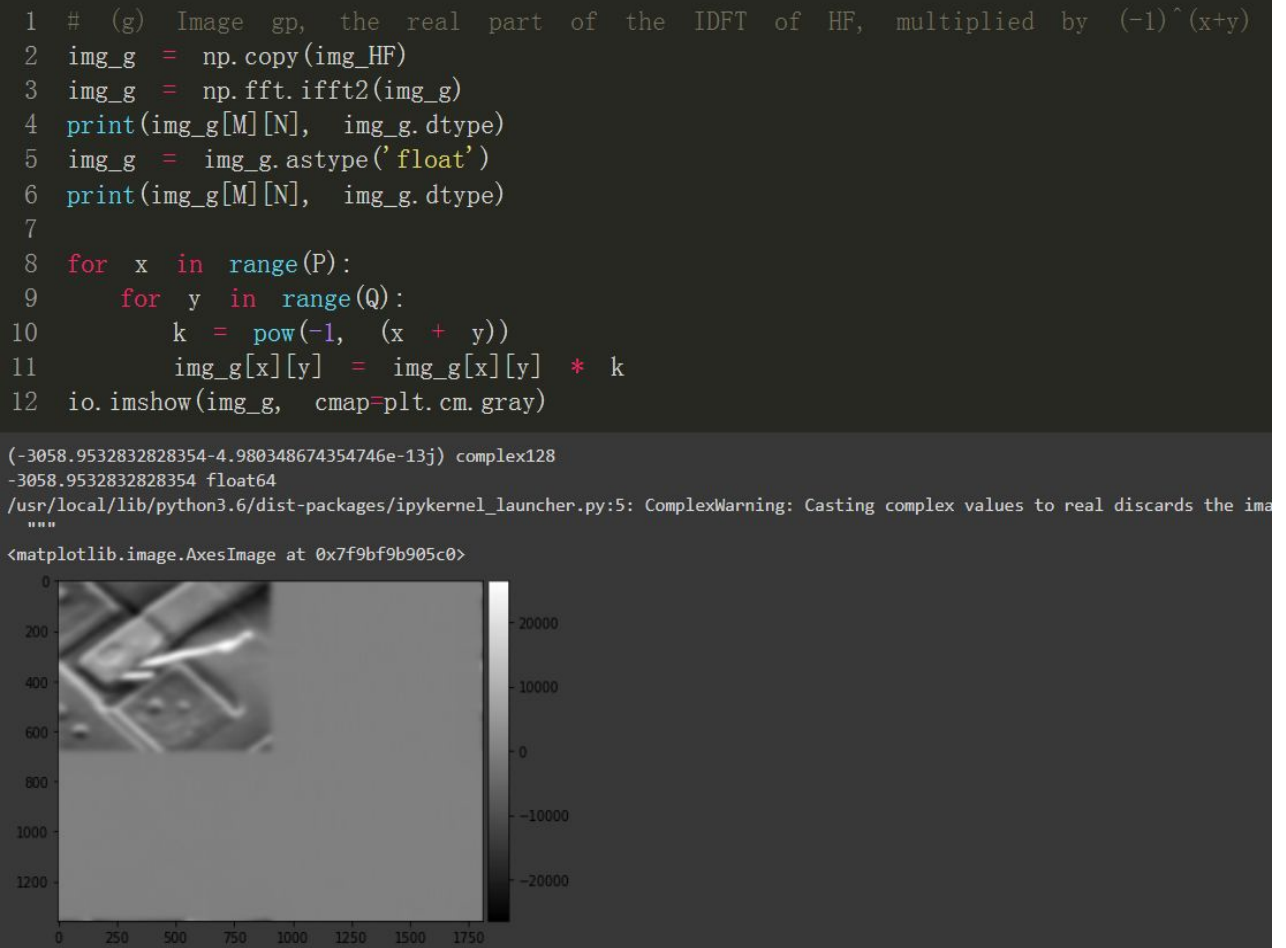 1 # (g) Image gp, the real part of the IDFT of HF, multiplied by (-1)^(x+y)
2 img_g = np.copy(img_HF)
3 img_g = np.fft.ifft2(img_g)
4 print(img_g[M][N], img_g.dtype)
5 img_g = img_g.astype('float')
6 print(img_g[M][N], img_g.dtype)
7
8 for x in range(P):
9 for y in range(Q):
10 k = pow(-1, (x + y))
11 img_g[x][y] = img_g[x][y] * k
12 io.imshow(img_g, cmap=plt.cm.gray)
(-3058.9532832828354-4.980348674354746e-13j) complex128
-3058.9532832828354 float64
/usr/local/lib/python3.6/dist-packages/ipykernel_launcher.py:5: ComplexWarning: Casting complex values to real discards the ima
"""
<matplotlib.image.AxesImage at 0x7f9bf9b905c0>
0
200
400
600
800
1000
1200
0 250 500 750 1000 1250 1500 1750
20000
10000
0
-10000
-20000